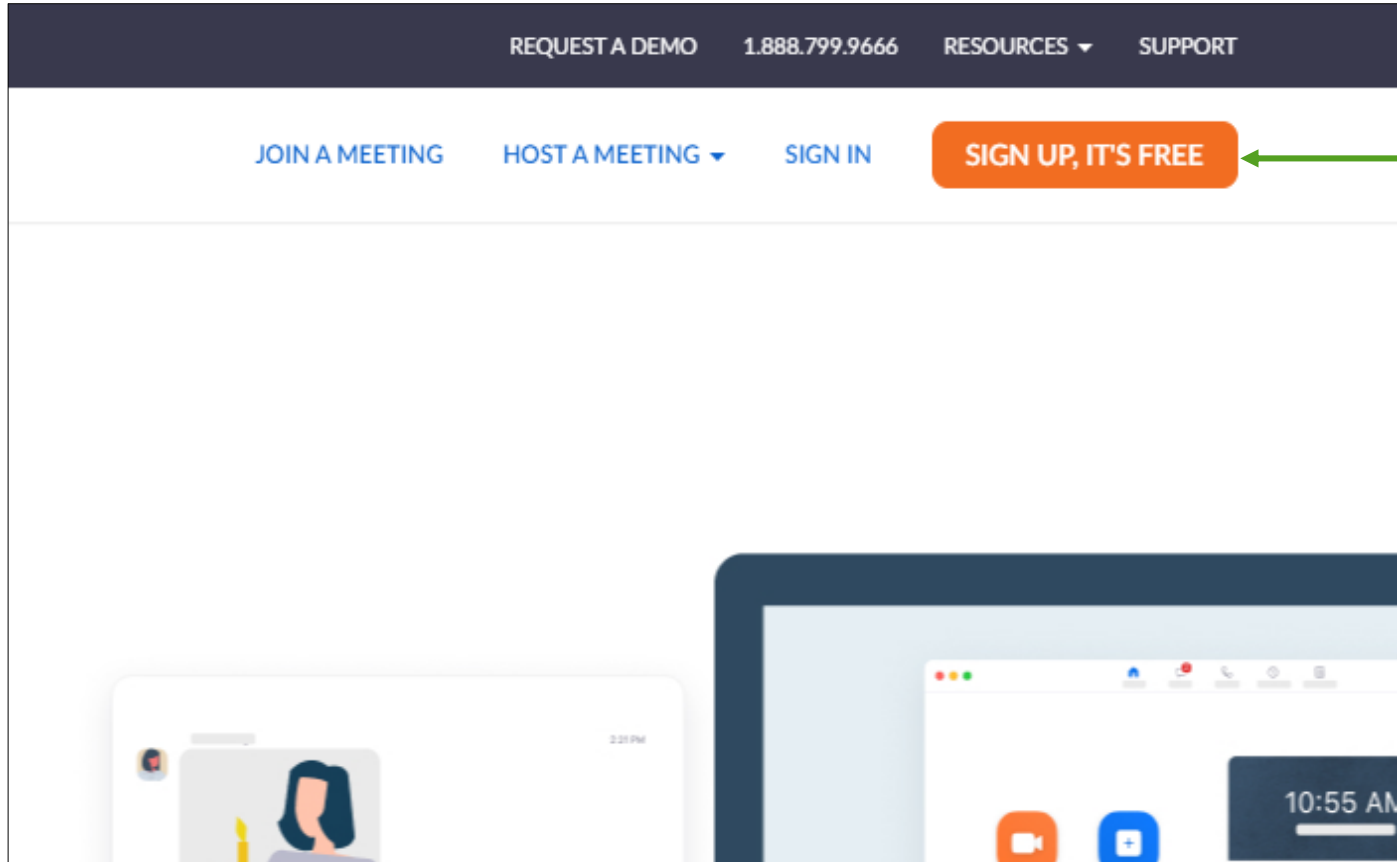 REQUEST A DEMO 1.888.799.9666 RESOURCES SUPPORT
JOIN A MEETING HOST A MEETING SIGN IN SIGN UP, IT'S FREE
2:21 PM
10:55 AM